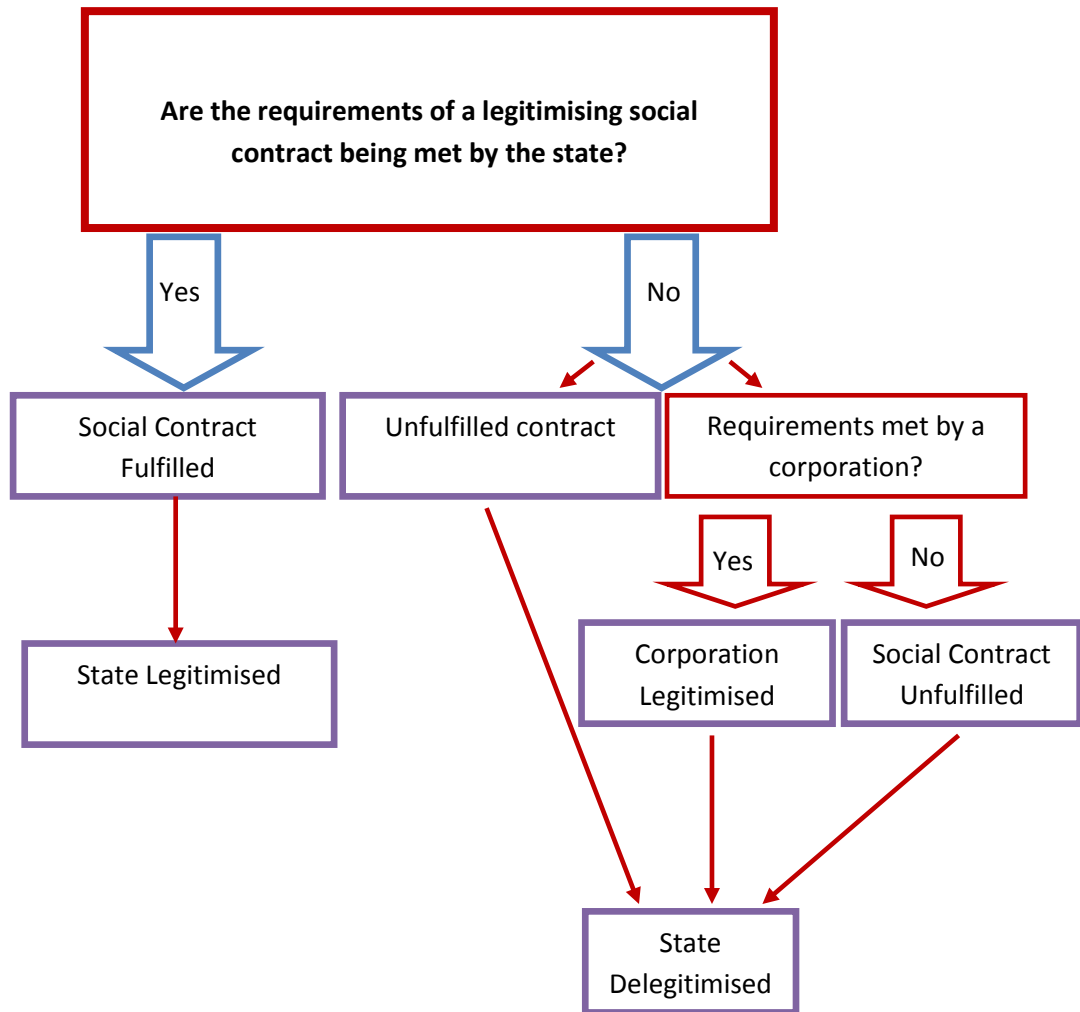 Are the requirements of a legitimising social
contract being met by the state?
Yes
No
Social Contract
Fulfilled
Unfulfilled contract
Requirements met by a
corporation?
Yes
No
State Legitimised
Corporation
Legitimised
Social Contract
Unfulfilled
State
Delegitimised